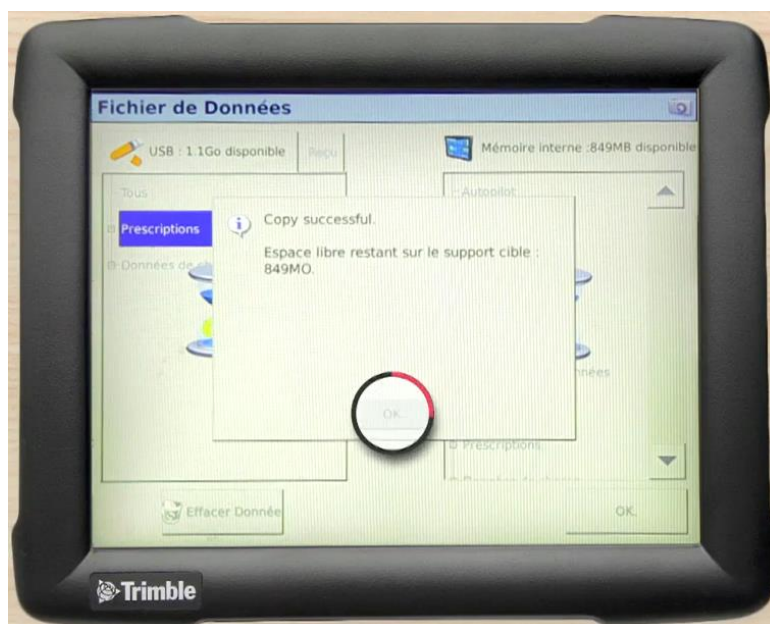 Fichier de Données
USB : 1.1Go disponible
Reçu
Mémoire interne :849MB disponible
Tous
Prescriptions
Autopilot
Copy successful.
Espace libre restant sur le support cible :
849MO.
OK.
Prescriptions
Effacer Donnée
OK.
Trimble